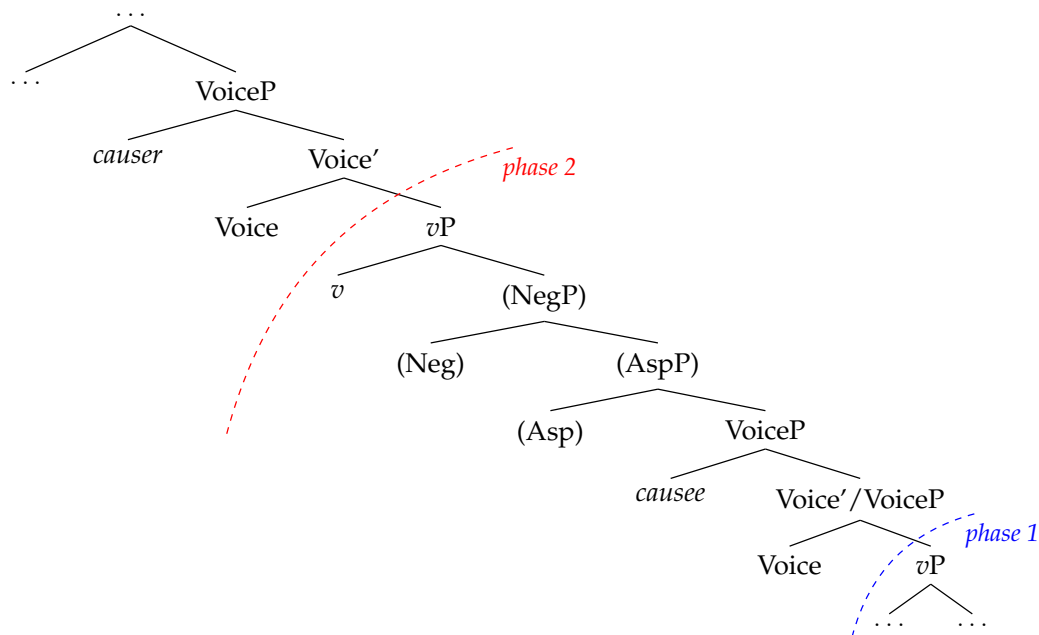 . . .
. . .
VoiceP
causer
Voice’
phase 2
Voice
vP
v
(NegP)
(Neg)
(AspP)
(Asp)
VoiceP
causee
Voice’/VoiceP
phase 1
Voice
vP
. . .
. . .